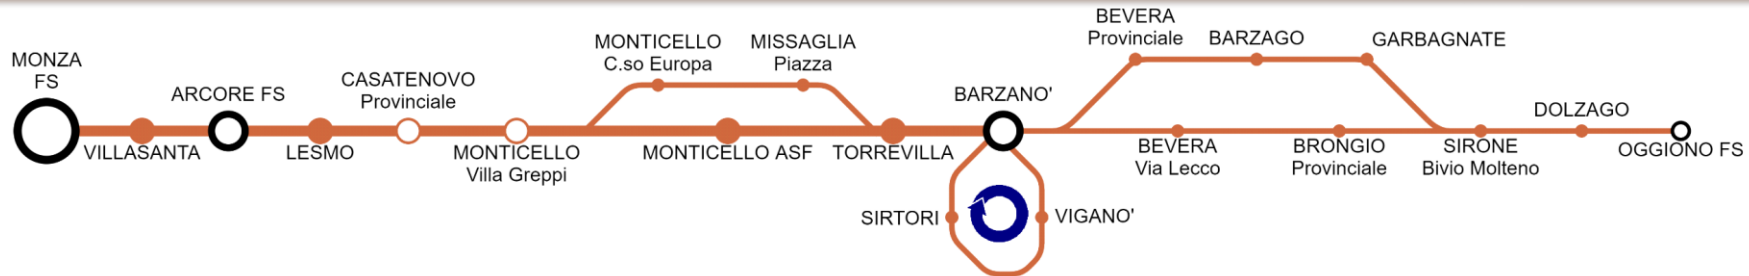 MONZA
FS
VILLASANTA
ARCORE FS
LESMO
CASATENOVO
Provinciale
MONTICELLO
Villa Greppi
MONTICELLO
C.so Europa
MISSAGLIA
Piazza
MONTICELLO ASF
TORREVILLA
BARZANO'
SIRTORI
VIGANO'
BEVERA
Provinciale
BARZAGO
GARBAGNATE
BEVERA
Via Lecco
BRONGIO
Provinciale
SIRONE
Bivio Molteno
DOLZAGO
OGGIONO FS